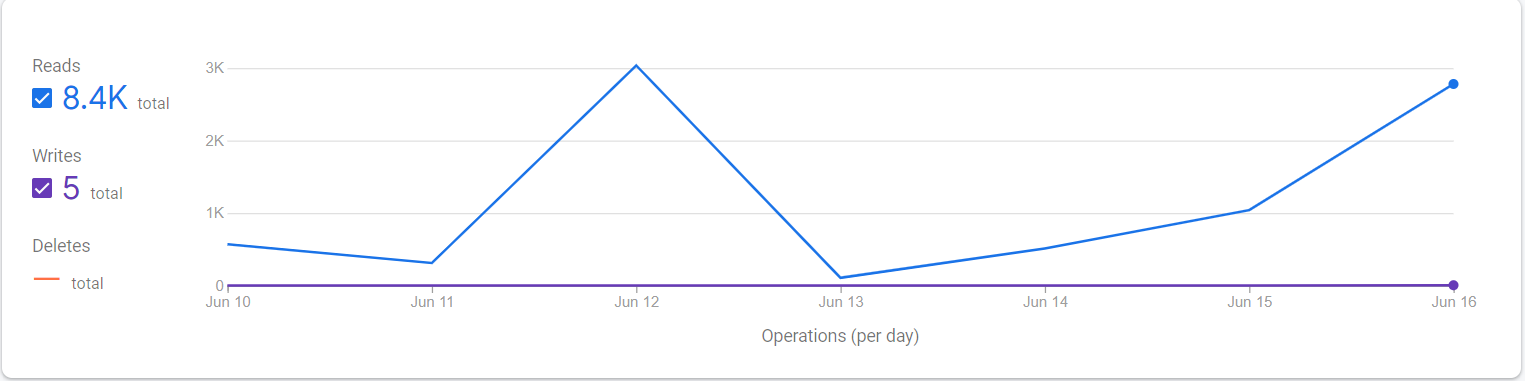 Reads
8.4K total
Writes
5 total
Deletes
total
3K
2K
1K
0
Jun 10 Jun 11 Jun 12 Jun 13 Jun 14 Jun 15 Jun 16
Operations (per day)